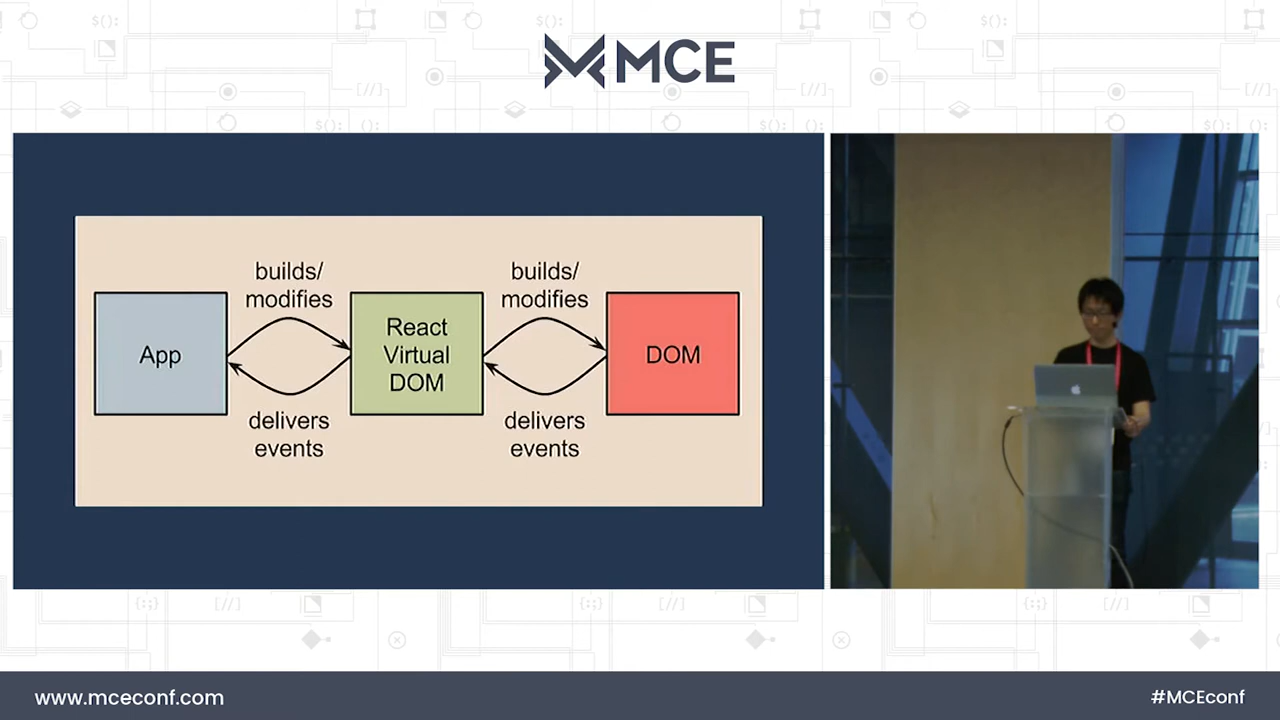 MCE
builds/
modifies
builds/
modifies
App
React
Virtual
DOM
DOM
delivers
events
delivers
events
www.mceconf.com
#MCEconf